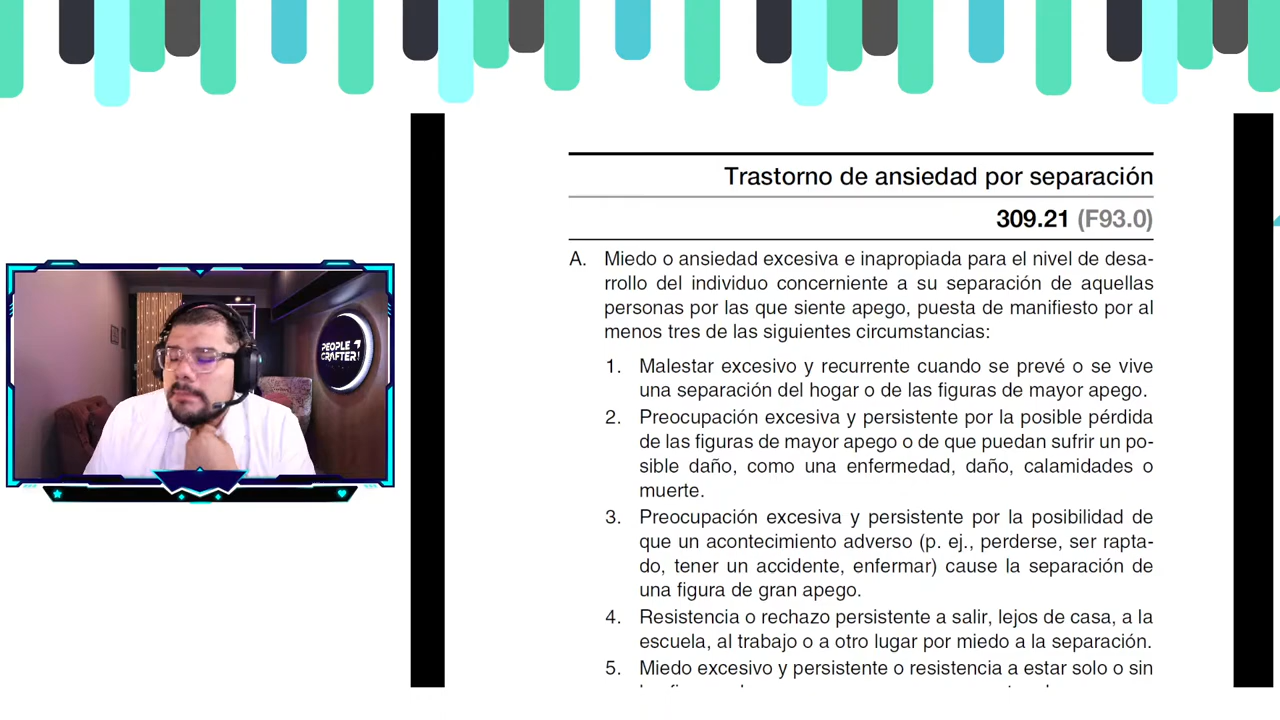 Trastorno de ansiedad por separación
309.21 (F93.0)
A. Miedo o ansiedad excesiva e inapropiada para el nivel de desa-
rrollo del individuo concerniente a su separación de aquellas
personas por las que siente apego, puesta de manifiesto por al
menos tres de las siguientes circunstancias:
1. Malestar excesivo y recurrente cuando se prevé o se vive
una separación del hogar o de las figuras de mayor apego.
2. Preocupación excesiva y persistente por la posible pérdida
de las figuras de mayor apego o de que puedan sufrir un po-
sible daño, como una enfermedad, daño, calamidades o
muerte.
3. Preocupación excesiva y persistente por la posibilidad de
que un acontecimiento adverso (p. ej., perderse, ser rapta-
do, tener un accidente, enfermar) cause la separación de
una figura de gran apego.
4. Resistencia o rechazo persistente a salir, lejos de casa, a la
escuela, al trabajo o a otro lugar por miedo a la separación.
5. Miedo excesivo y persistente o resistencia a estar solo o sin
PEOPLE
CRAFTER!